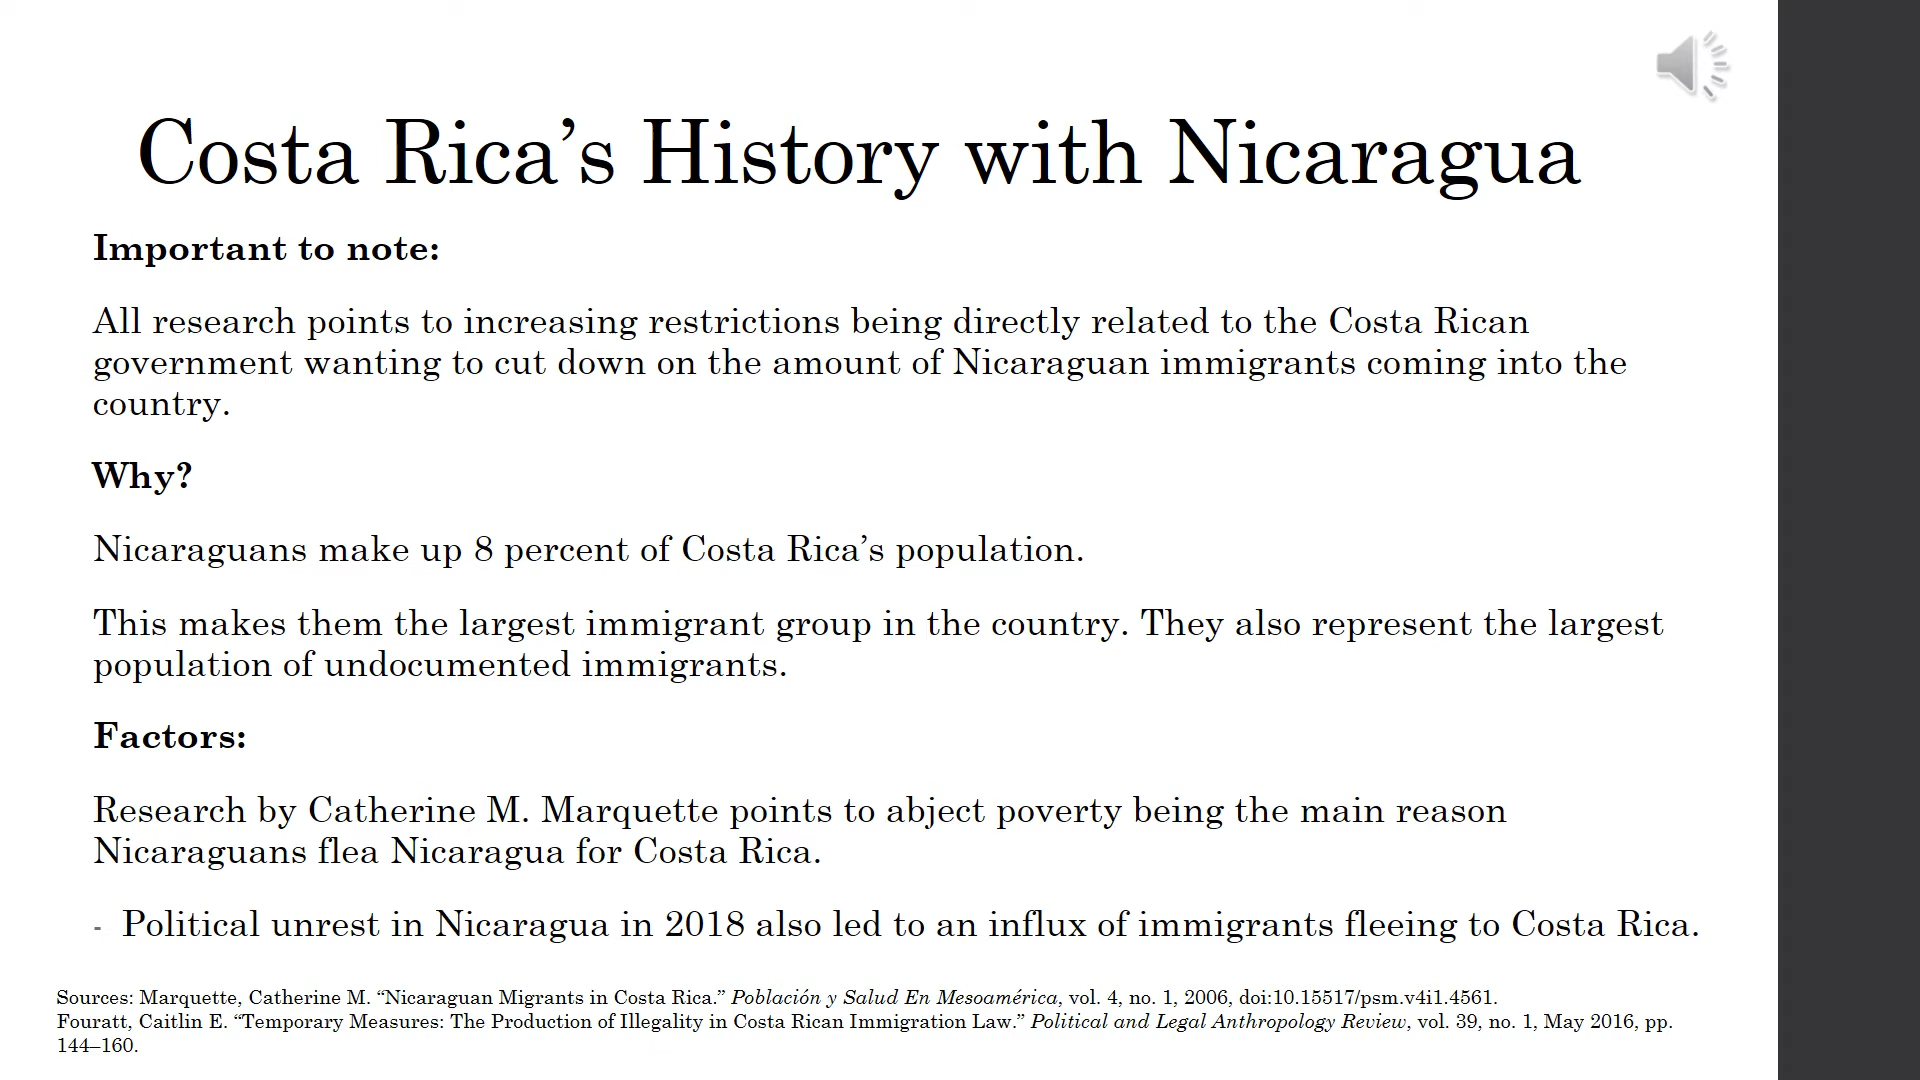 Costa Rica’s History with Nicaragua
Important to note:
All research points to increasing restrictions being directly related to the Costa Rican
government wanting to cut down on the amount of Nicaraguan immigrants coming into the
country.
Why?
Nicaraguans make up 8 percent of Costa Rica’s population.
This makes them the largest immigrant group in the country. They also represent the largest
population of undocumented immigrants.
Factors:
Research by Catherine M. Marquette points to abject poverty being the main reason
Nicaraguans flea Nicaragua for Costa Rica.
- Political unrest in Nicaragua in 2018 also led to an influx of immigrants fleeing to Costa Rica.
Sources: Marquette, Catherine M. “Nicaraguan Migrants in Costa Rica.” Población y Salud En Mesoamérica, vol. 4, no. 1, 2006, doi:10.15517/psm.v4i1.4561.
Fouratt, Caitlin E. “Temporary Measures: The Production of Illegality in Costa Rican Immigration Law.” Political and Legal Anthropology Review, vol. 39, no. 1, May 2016, pp.
144–160.